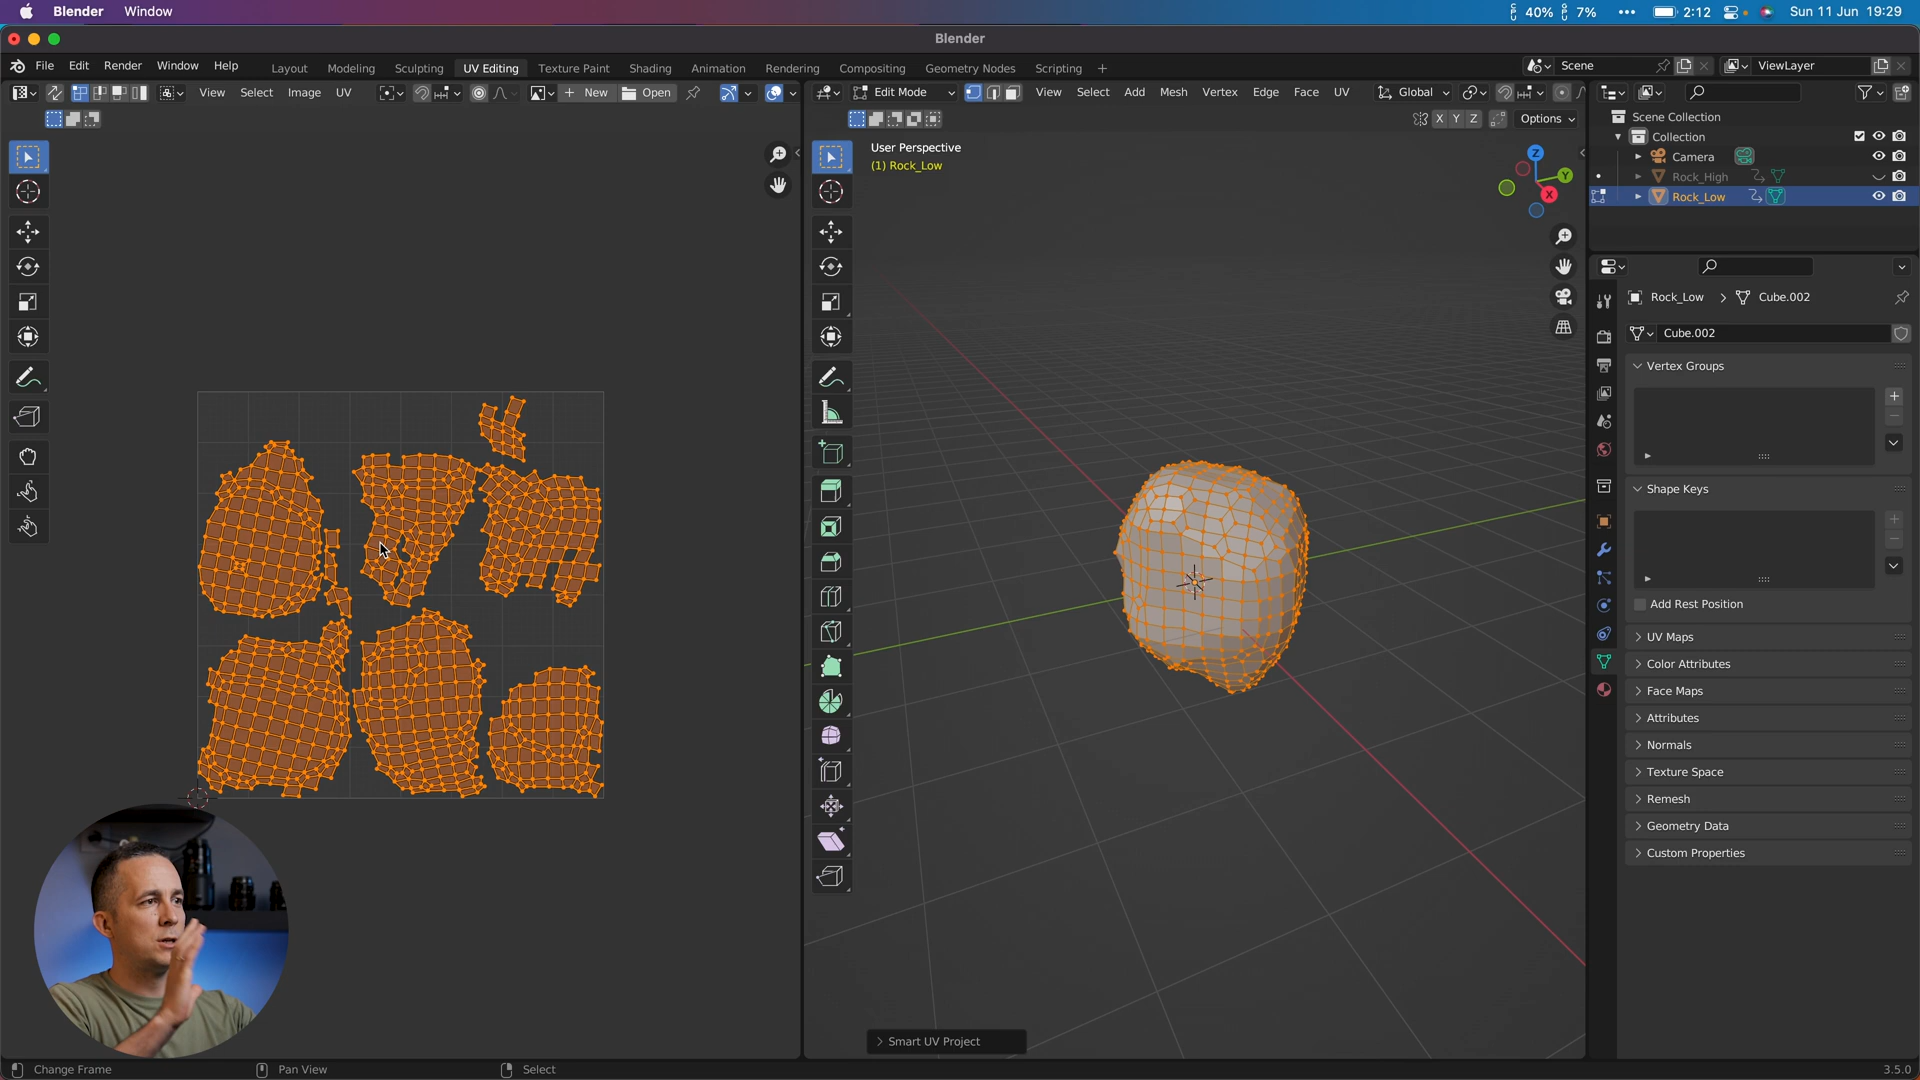 Blender Window
40% 7% 2:12 Sun 11 Jun 19:29
Blender
File Edit Render Window Help Layout Modeling Sculpting UV Editing Texture Paint Shading Animation Rendering Compositing Geometry Nodes Scripting + Scene ViewLayer
View Select Image UV New Open Edit Mode View Select Add Mesh Vertex Edge Face UV Global
X Y Z Options
User Perspective
(1) Rock_Low
Z
Y
X
Scene Collection
Collection
Camera
Rock_High
Rock_Low
Rock_Low > Cube.002
Cube.002
Vertex Groups
Shape Keys
Add Rest Position
UV Maps
Color Attributes
Face Maps
Attributes
Normals
Texture Space
Remesh
Geometry Data
Custom Properties
> Smart UV Project
Change Frame Pan View Select 3.5.0